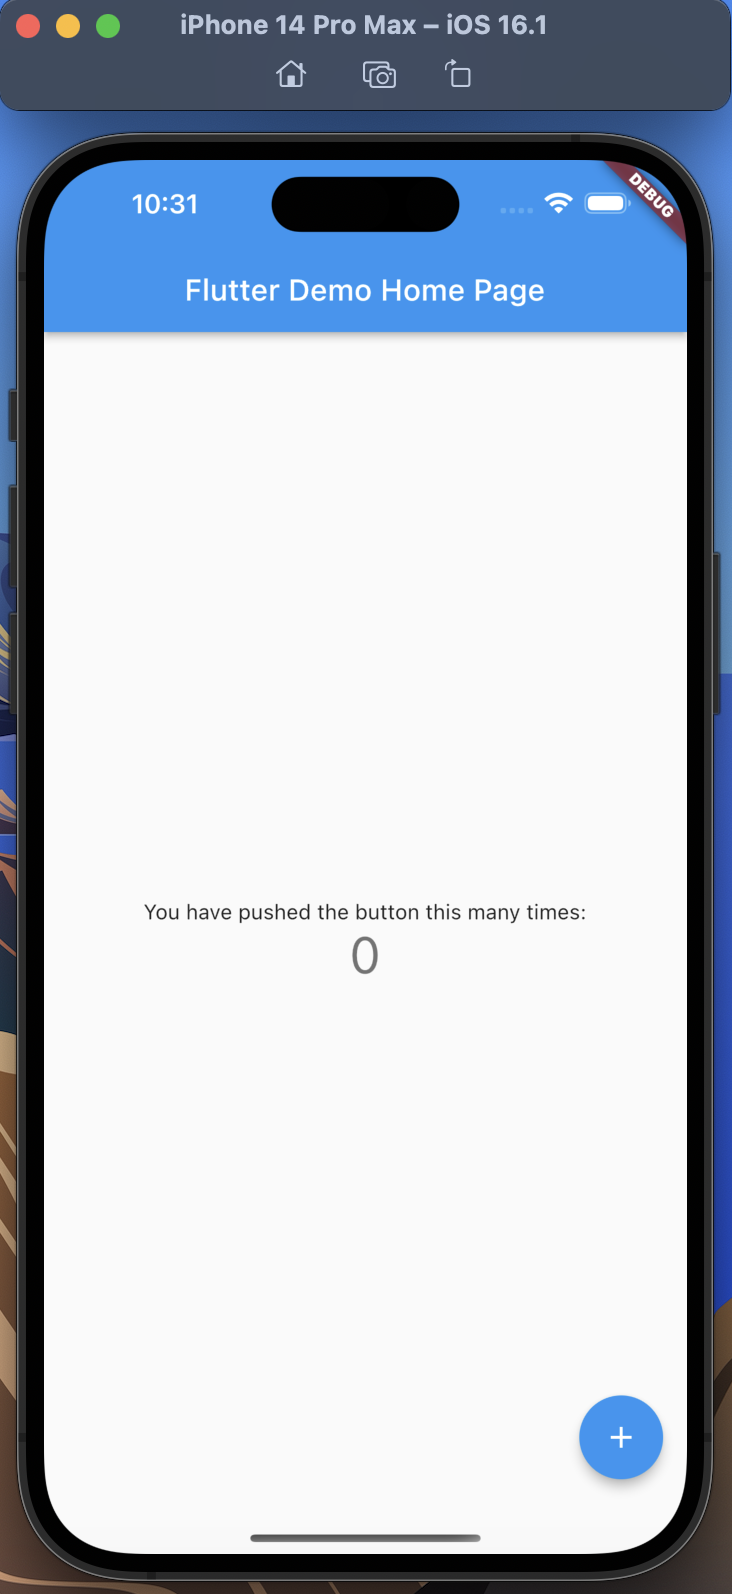 iPhone 14 Pro Max – iOS 16.1
10:31
DEBUG
Flutter Demo Home Page
You have pushed the button this many times:
0
+